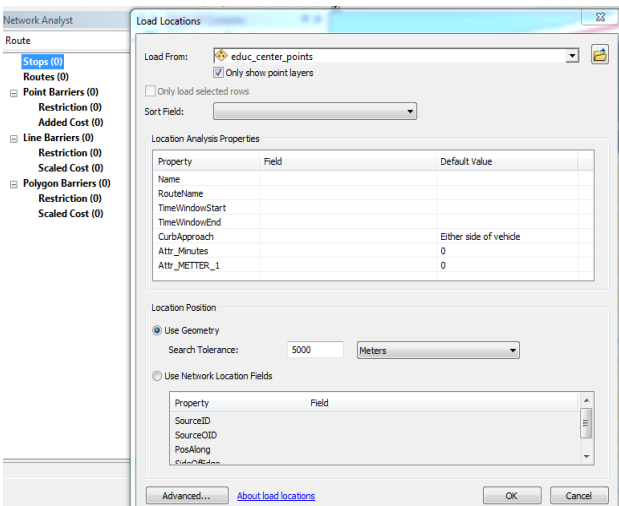 Network Analyst
Route
Stops (0)
Routes (0)
Point Barriers (0)
Restriction (0)
Added Cost (0)
Line Barriers (0)
Restriction (0)
Scaled Cost (0)
Polygon Barriers (0)
Restriction (0)
Scaled Cost (0)
Load Locations
Load From: educ_center_points
Only show point layers
Only load selected rows
Sort Field:
Location Analysis Properties
Property Field Default Value
Name
RouteName
TimeWindowStart
TimeWindowEnd
CurbApproach Either side of vehicle
Attr_Minutes 0
Attr_METTER_1 0
Location Position
Use Geometry
Search Tolerance: 5000 Meters
Use Network Location Fields
Property Field
SourceID
SourceOID
PosAlong
SideOfEdge
Advanced... About load locations OK Cancel